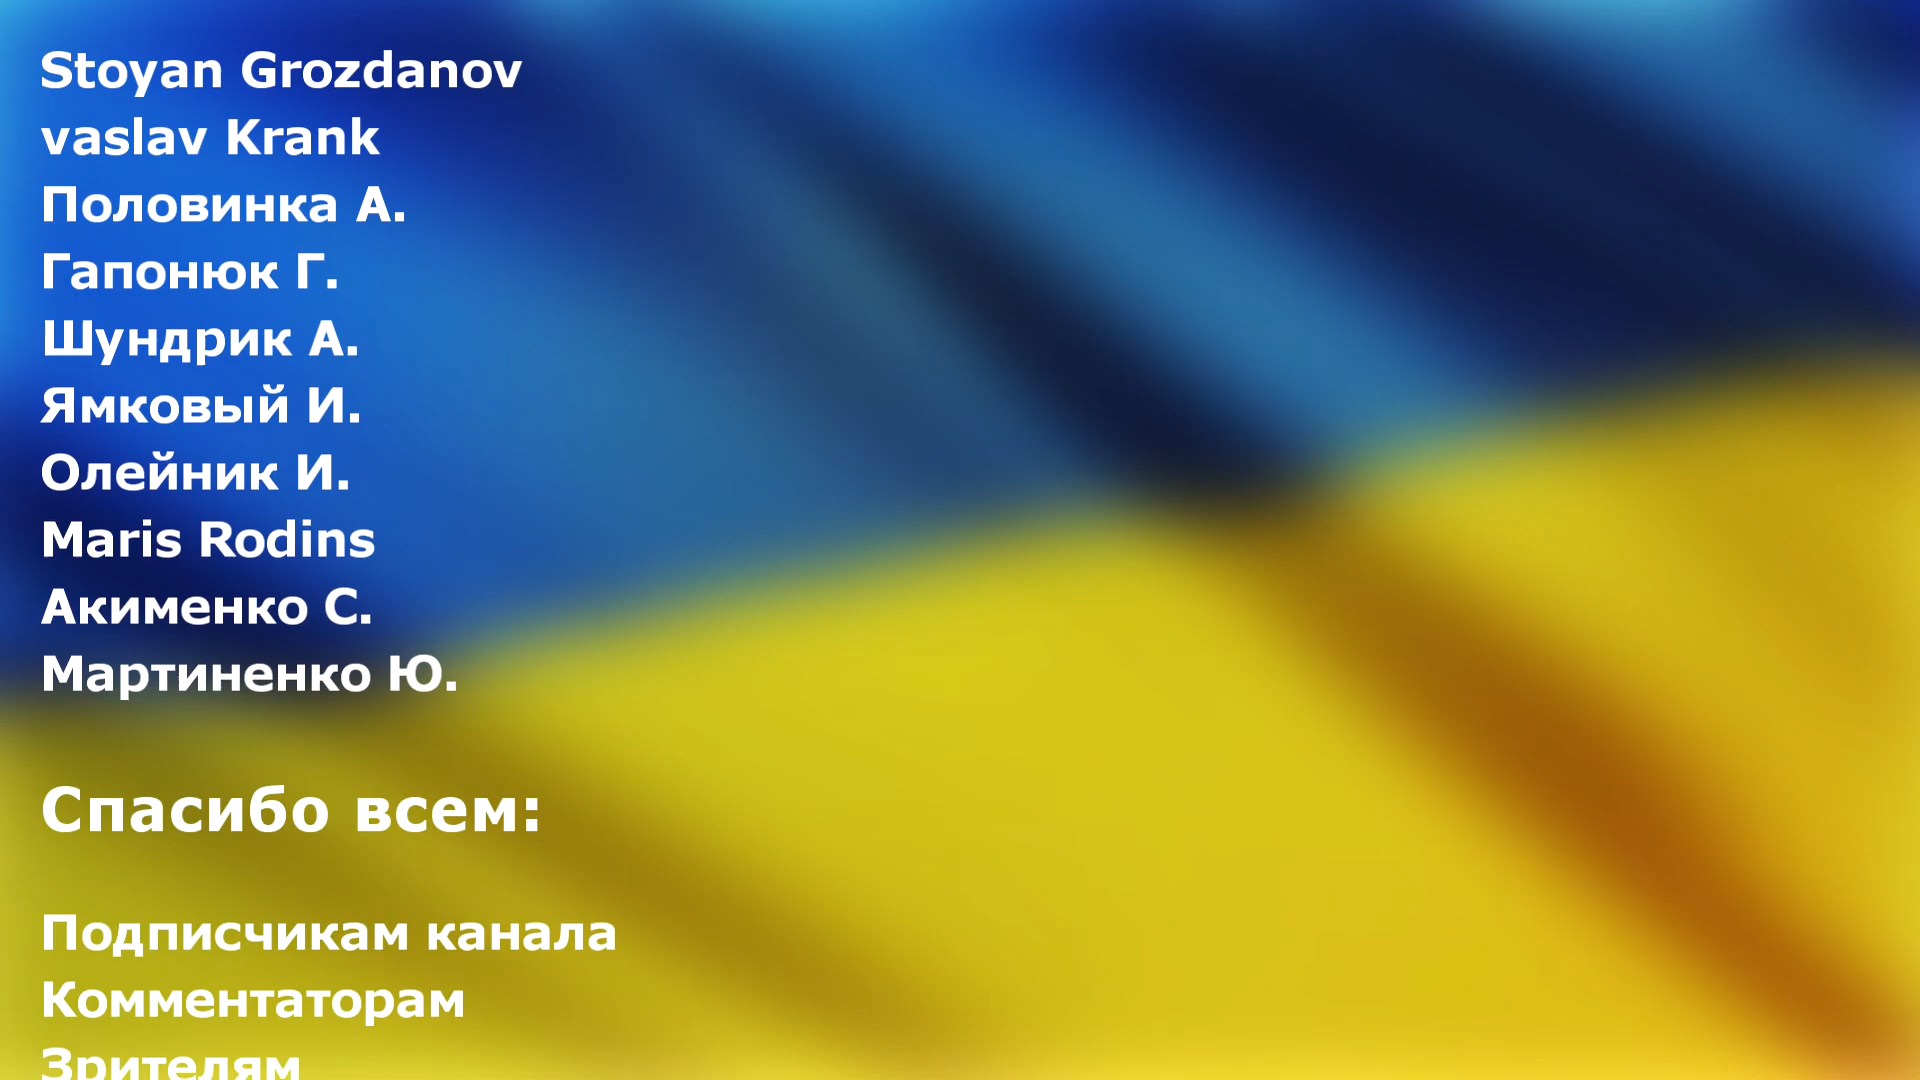 Stoyan Grozdanov
vaslav Krank
Половинка А.
Гапонюк Г.
Шундрик А.
Ямковый И.
Олейник И.
Maris Rodins
Акименко С.
Мартиненко Ю.
Спасибо всем:
Подписчикам канала
Комментаторам
Зрителям